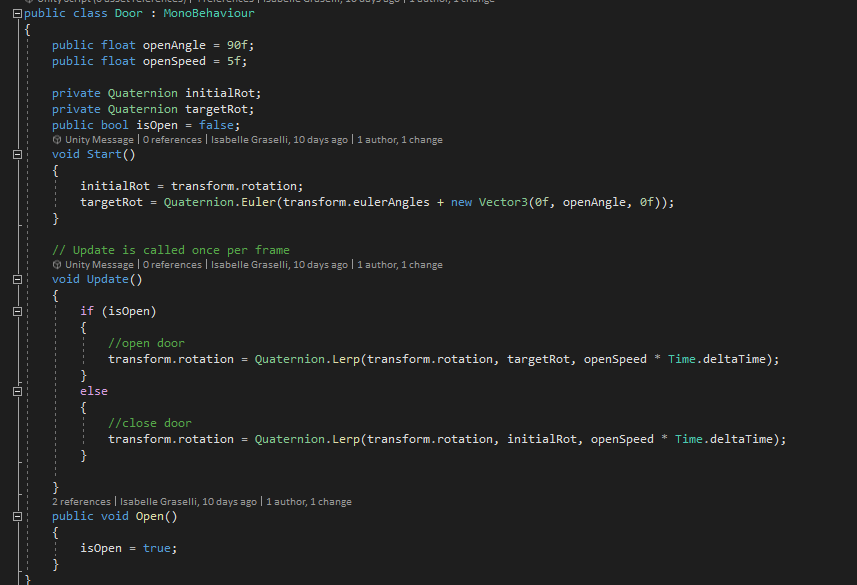 public class Door : MonoBehaviour
{
public float openAngle = 90f;
public float openSpeed = 5f;
private Quaternion initialRot;
private Quaternion targetRot;
public bool isOpen = false;
Unity Message | 0 references | Isabelle Graselli, 10 days ago | 1 author, 1 change
void Start()
{
initialRot = transform.rotation;
targetRot = Quaternion.Euler(transform.eulerAngles + new Vector3(0f, openAngle, 0f));
}
// Update is called once per frame
Unity Message | 0 references | Isabelle Graselli, 10 days ago | 1 author, 1 change
void Update()
{
if (isOpen)
{
//open door
transform.rotation = Quaternion.Lerp(transform.rotation, targetRot, openSpeed * Time.deltaTime);
}
else
{
//close door
transform.rotation = Quaternion.Lerp(transform.rotation, initialRot, openSpeed * Time.deltaTime);
}
}
2 references | Isabelle Graselli, 10 days ago | 1 author, 1 change
public void Open()
{
isOpen = true;
}
}